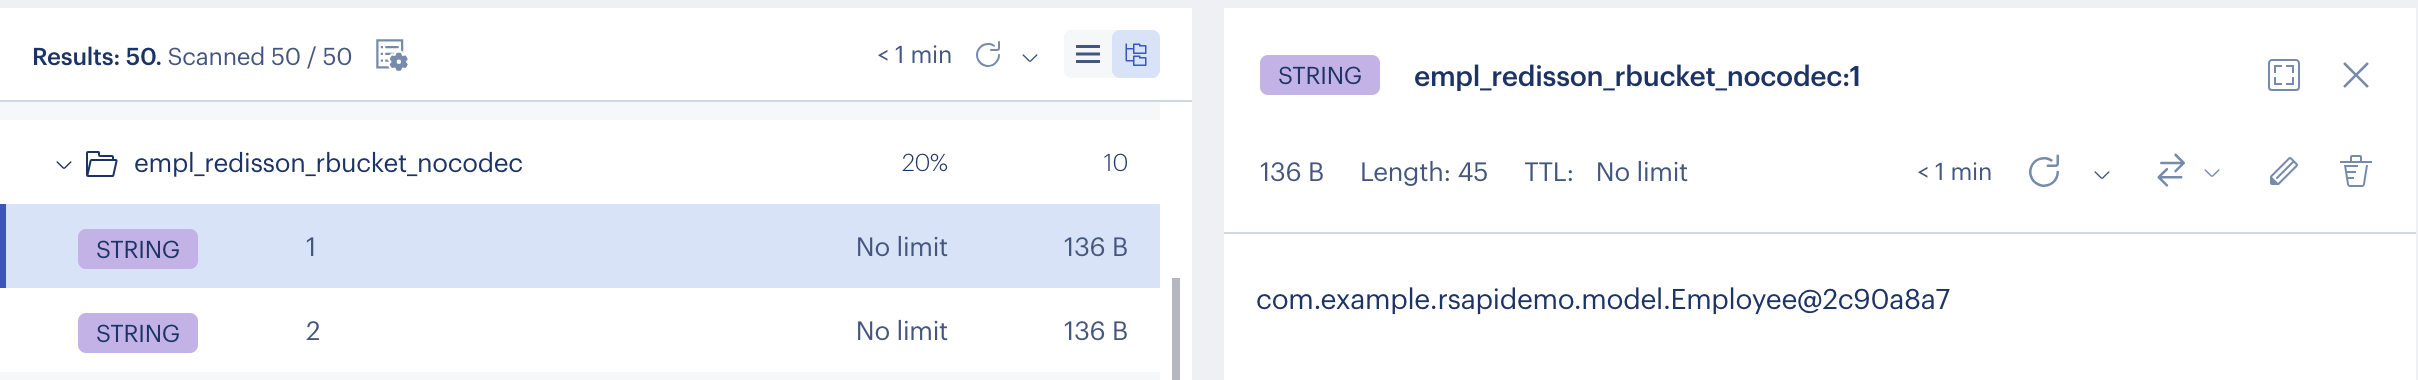 Results: 50. Scanned 50 / 50
< 1 min
empl_redisson_rbucket_nocodec 20% 10
STRING 1 No limit 136 B
STRING 2 No limit 136 B
STRING empl_redisson_rbucket_nocodec:1
136 B Length: 45 TTL: No limit < 1 min
com.example.rsapidemo.model.Employee@2c90a8a7